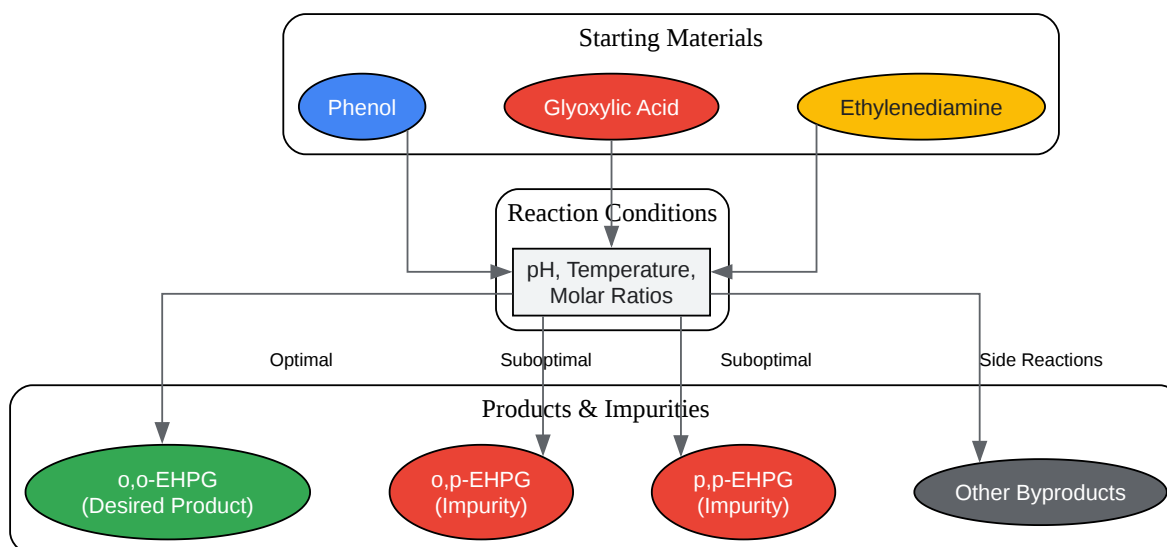 Starting Materials
Phenol
Glyoxylic Acid
Ethylenediamine
Reaction Conditions
pH, Temperature,
Molar Ratios
Optimal
Suboptimal
Suboptimal
Side Reactions
Products & Impurities
o,o-EHPG
(Desired Product)
o,p-EHPG
(Impurity)
p,p-EHPG
(Impurity)
Other Byproducts